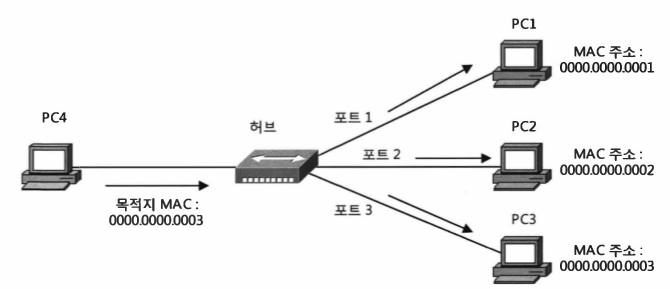 PC1
MAC 주소 :
0000.0000.0001
PC4
허브
포트 1
PC2
포트 2
MAC 주소 :
0000.0000.0002
목적지 MAC :
0000.0000.0003
포트 3
PC3
MAC 주소 :
0000.0000.0003